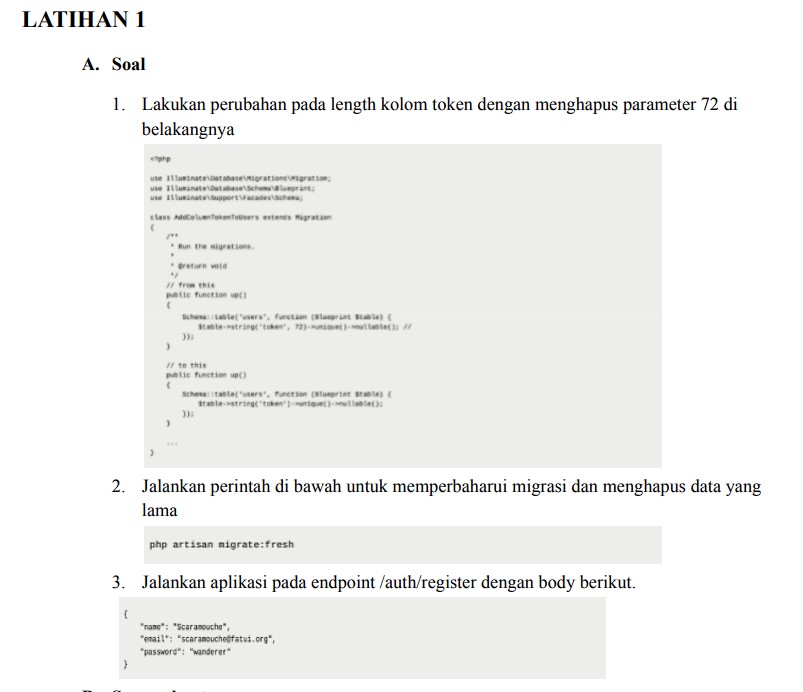 LATIHAN 1
A. Soal
1. Lakukan perubahan pada length kolom token dengan menghapus parameter 72 di
belakangnya
<?php
use Illuminate\Database\Migrations\Migration;
use Illuminate\Database\Schema\Blueprint;
use Illuminate\Support\Facades\Schema;
class AddColumnTokenToUsers extends Migration
{
/**
* Run the migrations.
*
* @return void
*/
// from this
public function up()
{
Schema::table('users', function (Blueprint $table) {
$table->string('token', 72)->unique()->nullable(); //
});
}
// to this
public function up()
{
Schema::table('users', function (Blueprint $table) {
$table->string('token')->unique()->nullable();
});
}
...
}
2. Jalankan perintah di bawah untuk memperbaharui migrasi dan menghapus data yang
lama
php artisan migrate:fresh
3. Jalankan aplikasi pada endpoint /auth/register dengan body berikut.
{
"name": "Scaramouche",
"email": "scaramouche@fatui.org",
"password": "wanderer"
}